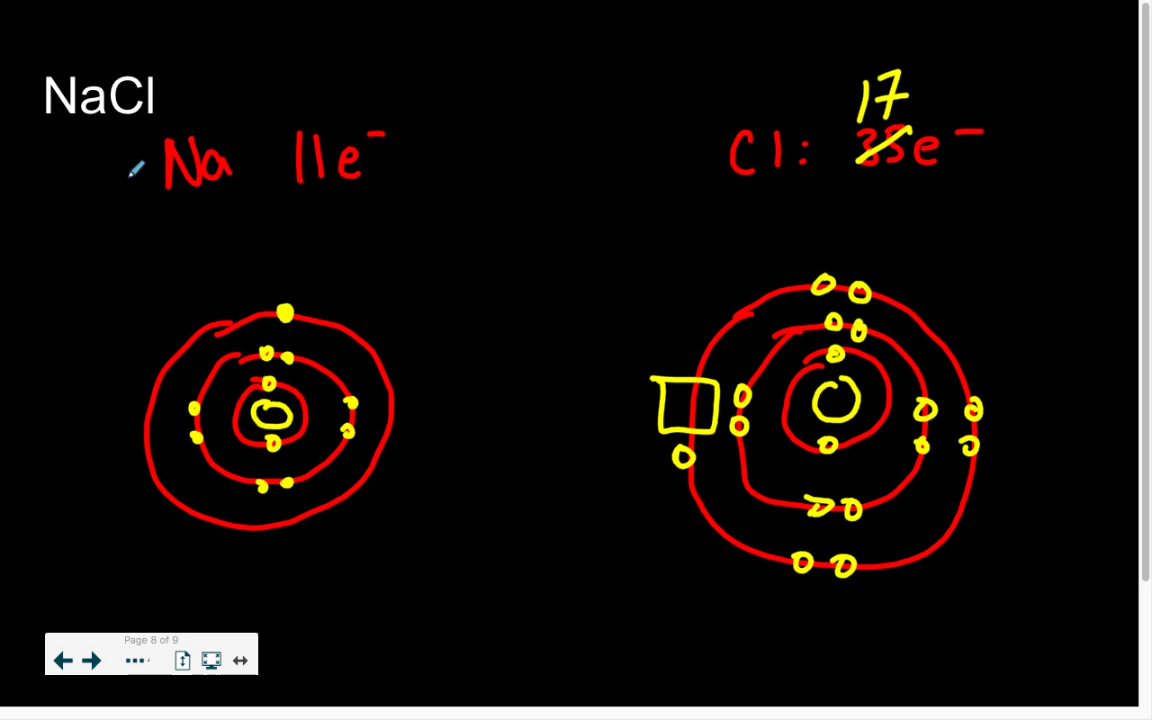 NaCl
17
Na 11e⁻
Cl: 35e⁻
Page 8 of 9